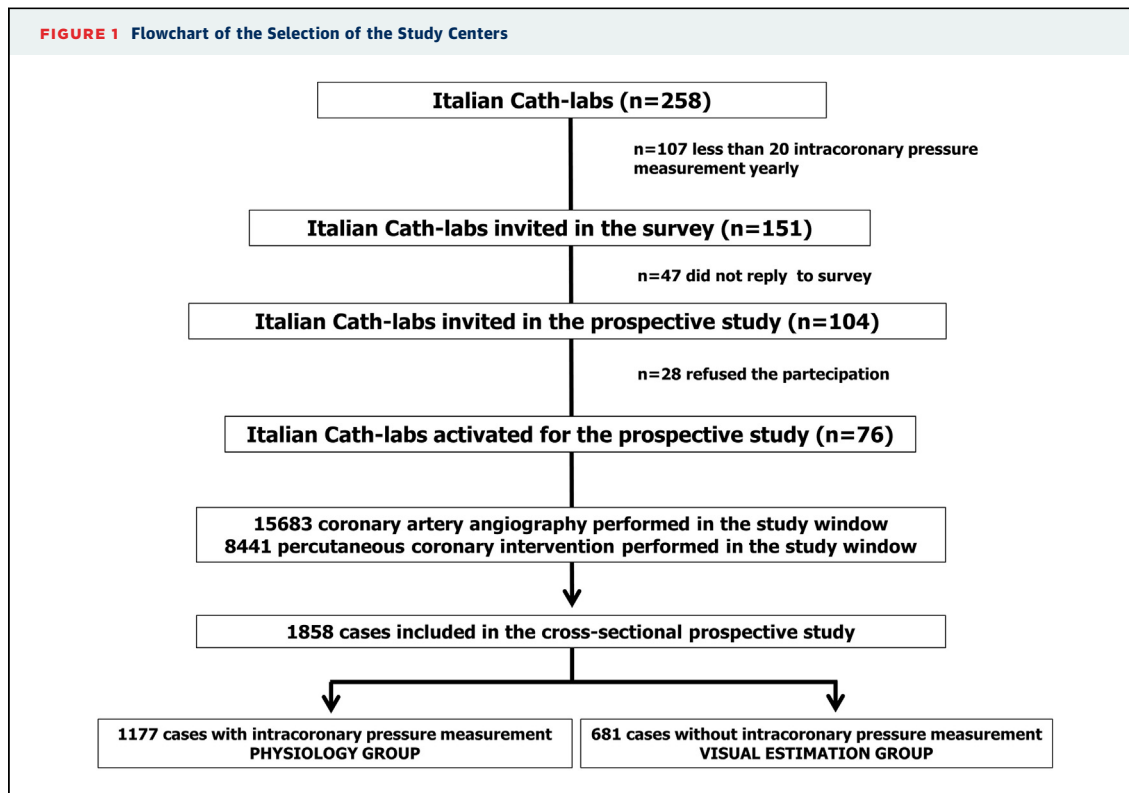 FIGURE 1 Flowchart of the Selection of the Study Centers
Italian Cath-labs (n=258)
n=107 less than 20 intracoronary pressure
measurement yearly
Italian Cath-labs invited in the survey (n=151)
n=47 did not reply to survey
Italian Cath-labs invited in the prospective study (n=104)
n=28 refused the partecipation
Italian Cath-labs activated for the prospective study (n=76)
15683 coronary artery angiography performed in the study window
8441 percutaneous coronary intervention performed in the study window
1858 cases included in the cross-sectional prospective study
1177 cases with intracoronary pressure measurement
PHYSIOLOGY GROUP
681 cases without intracoronary pressure measurement
VISUAL ESTIMATION GROUP